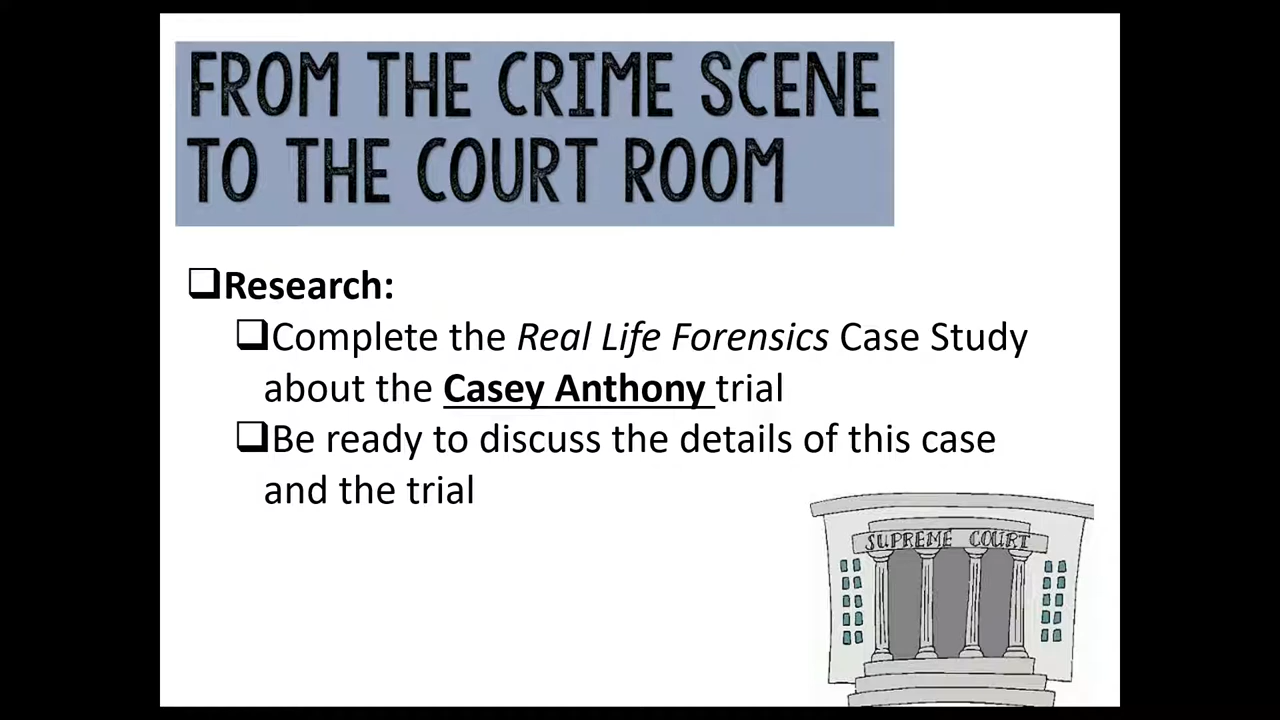 FROM THE CRIME SCENE
TO THE COURT ROOM
❑Research:
❑Complete the Real Life Forensics Case Study
about the Casey Anthony trial
❑Be ready to discuss the details of this case
and the trial
SUPREME COURT